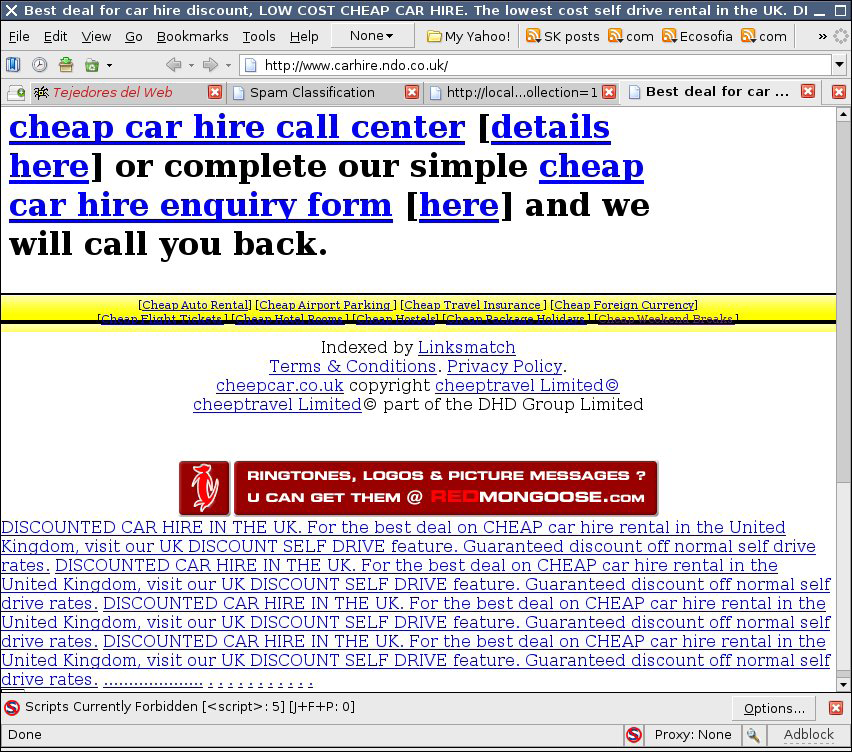 Best deal for car hire discount, LOW COST CHEAP CAR HIRE. The lowest cost self drive rental in the UK. DI
File Edit View Go Bookmarks Tools Help None My Yahoo! SK posts com Ecosofia com »
http://www.carhire.ndo.co.uk/
Tejedores del Web Spam Classification http://local...ollection=1 Best deal for car ...
cheap car hire call center [details
here] or complete our simple cheap
car hire enquiry form [here] and we
will call you back.
[Cheap Auto Rental] [Cheap Airport Parking ] [Cheap Travel Insurance ] [Cheap Foreign Currency]
[Cheap Flight Tickets ] [Cheap Hotel Rooms ] [Cheap Hostels] [Cheap Package Holidays ] [Cheap Weekend Breaks ]
Indexed by Linksmatch
Terms & Conditions. Privacy Policy.
cheepcar.co.uk copyright cheeptravel Limited©
cheeptravel Limited© part of the DHD Group Limited
RINGTONES, LOGOS & PICTURE MESSAGES ?
U CAN GET THEM @ REDMONGOOSE.COM
DISCOUNTED CAR HIRE IN THE UK. For the best deal on CHEAP car hire rental in the United
Kingdom, visit our UK DISCOUNT SELF DRIVE feature. Guaranteed discount off normal self drive
rates. DISCOUNTED CAR HIRE IN THE UK. For the best deal on CHEAP car hire rental in the
United Kingdom, visit our UK DISCOUNT SELF DRIVE feature. Guaranteed discount off normal self
drive rates. DISCOUNTED CAR HIRE IN THE UK. For the best deal on CHEAP car hire rental in the
United Kingdom, visit our UK DISCOUNT SELF DRIVE feature. Guaranteed discount off normal self
drive rates. DISCOUNTED CAR HIRE IN THE UK. For the best deal on CHEAP car hire rental in the
United Kingdom, visit our UK DISCOUNT SELF DRIVE feature. Guaranteed discount off normal self
drive rates. .................... . . . . . . . . . . .
Scripts Currently Forbidden [<script>: 5] [J+F+P: 0] Options...
Done Proxy: None Adblock